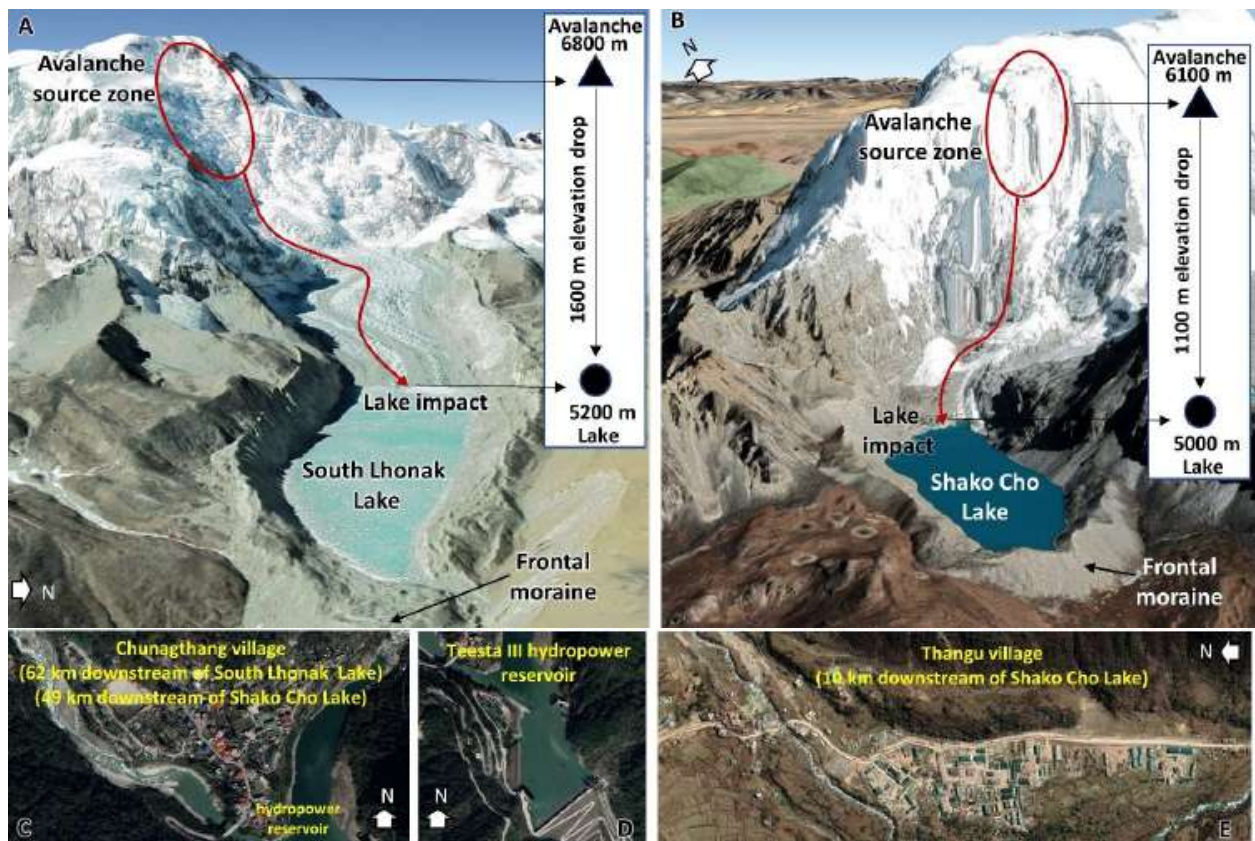 A
Avalanche
source zone
Avalanche
6800 m
1600 m elevation drop
5200 m
Lake
Lake impact
South Lhonak
Lake
Frontal
moraine
N
B
N
Avalanche
source zone
Avalanche
6100 m
1100 m elevation drop
5000 m
Lake
Lake
impact
Shako Cho
Lake
Frontal
moraine
Chunagthang village
(62 km downstream of South Lhonak Lake)
(49 km downstream of Shako Cho Lake)
hydropower
reservoir
N
C
Teesta III hydropower
reservoir
N
D
Thangu village
(10 km downstream of Shako Cho Lake)
N
E